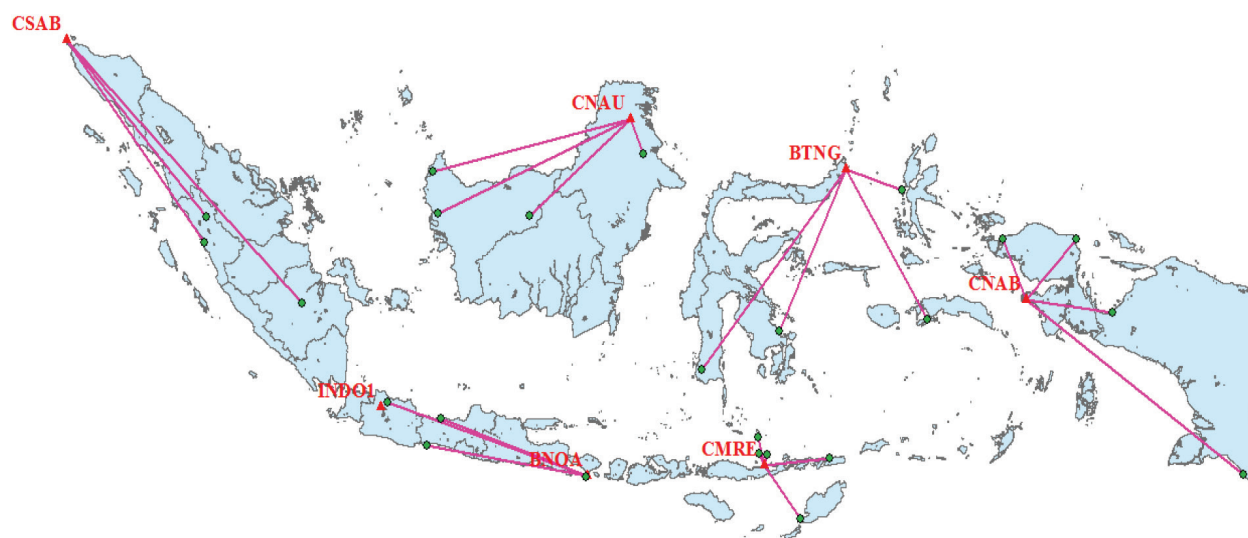 CSAB
CNAU
BTNG
CNAB
INDO1
BNOA
CMRE